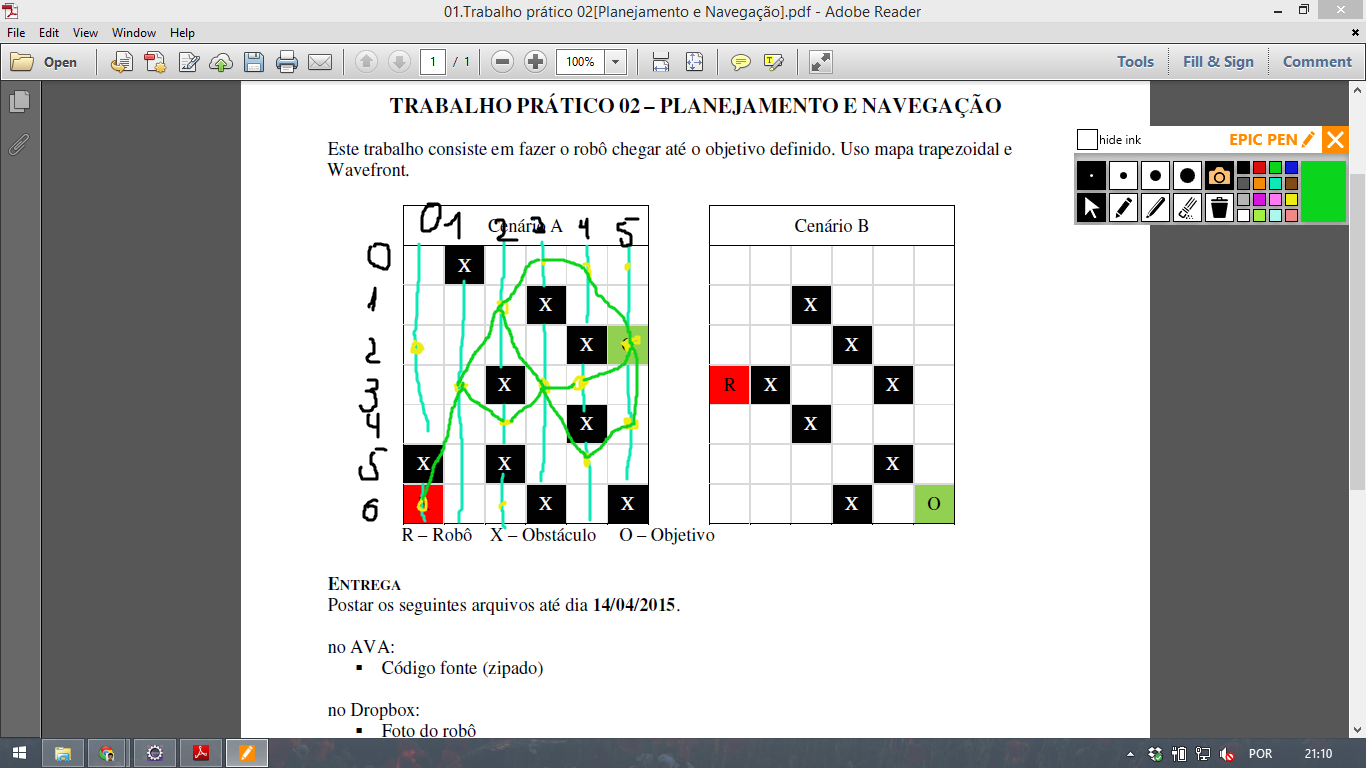 01.Trabalho prático 02[Planejamento e Navegação].pdf - Adobe Reader
File Edit View Window Help
Open 1 / 1 100% Tools Fill & Sign Comment
TRABALHO PRÁTICO 02 – PLANEJAMENTO E NAVEGAÇÃO
hide ink EPIC PEN
Este trabalho consiste em fazer o robô chegar até o objetivo definido. Uso mapa trapezoidal e
Wavefront.
0 1 2 3 4 5
Cenário A Cenário B
0 X
1 X X
2 X X
3 X R X X
4 X X
5 X X X
6 X X X O
R – Robô X – Obstáculo O – Objetivo
ENTREGA
Postar os seguintes arquivos até dia 14/04/2015.
no AVA:
▪ Código fonte (zipado)
no Dropbox:
▪ Foto do robô
POR 21:10